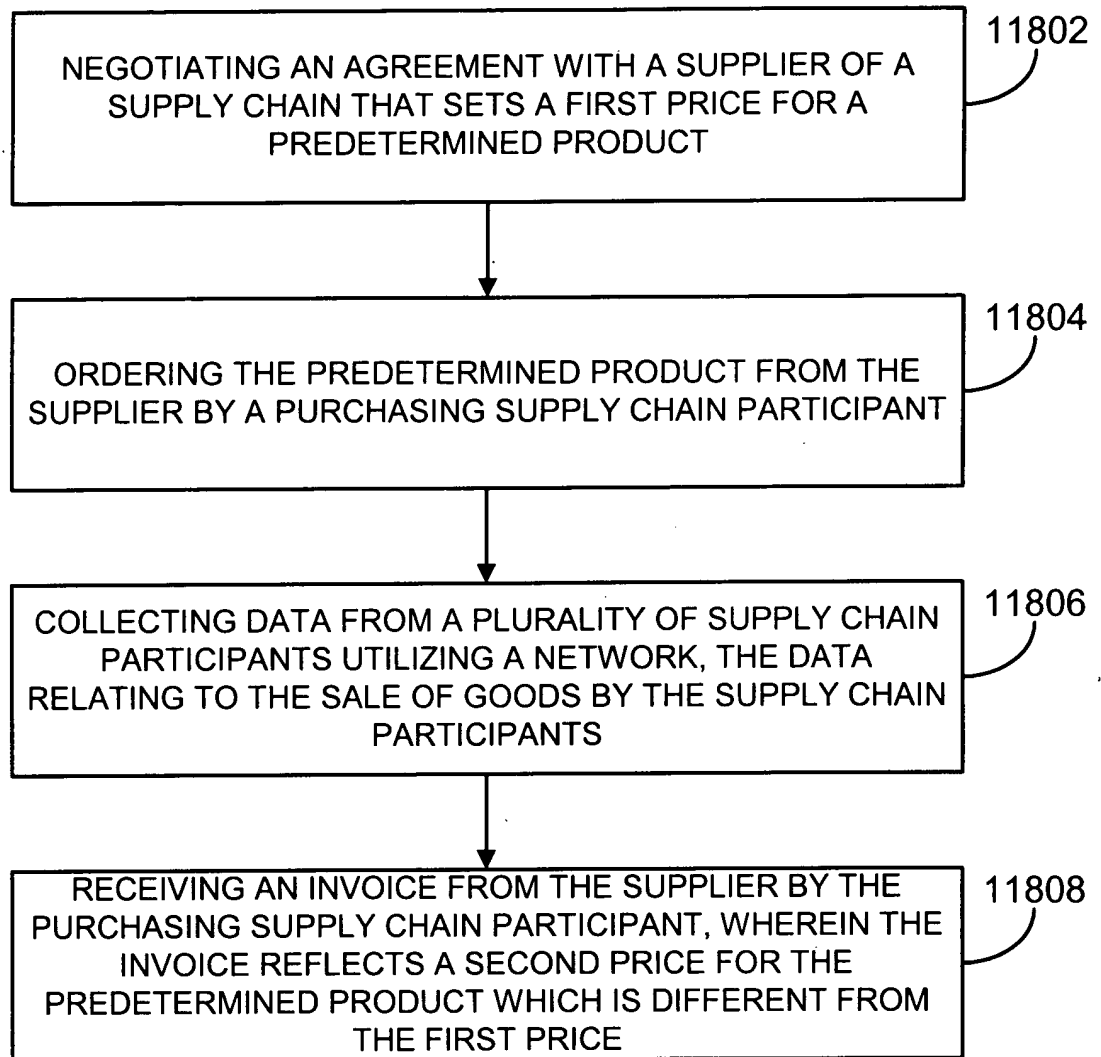 11802
NEGOTIATING AN AGREEMENT WITH A SUPPLIER OF A
SUPPLY CHAIN THAT SETS A FIRST PRICE FOR A
PREDETERMINED PRODUCT
11804
ORDERING THE PREDETERMINED PRODUCT FROM THE
SUPPLIER BY A PURCHASING SUPPLY CHAIN PARTICIPANT
11806
COLLECTING DATA FROM A PLURALITY OF SUPPLY CHAIN
PARTICIPANTS UTILIZING A NETWORK, THE DATA
RELATING TO THE SALE OF GOODS BY THE SUPPLY CHAIN
PARTICIPANTS
11808
RECEIVING AN INVOICE FROM THE SUPPLIER BY THE
PURCHASING SUPPLY CHAIN PARTICIPANT, WHEREIN THE
INVOICE REFLECTS A SECOND PRICE FOR THE
PREDETERMINED PRODUCT WHICH IS DIFFERENT FROM
THE FIRST PRICE